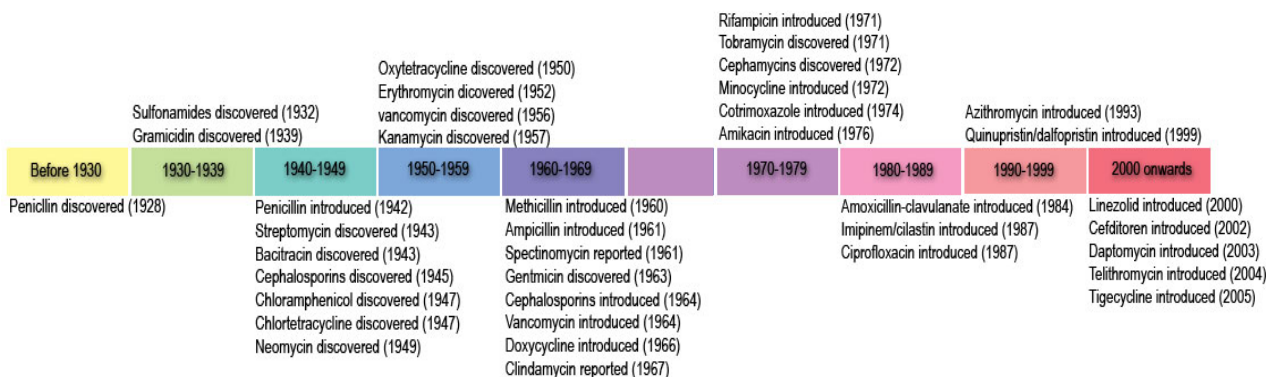 Rifampicin introduced (1971)
Tobramycin discovered (1971)
Cephamycins discovered (1972)
Minocycline introduced (1972)
Cotrimoxazole introduced (1974)
Amikacin introduced (1976)
Oxytetracycline discovered (1950)
Erythromycin dicovered (1952)
vancomycin discovered (1956)
Kanamycin discovered (1957)
Sulfonamides discovered (1932)
Gramicidin discovered (1939)
Azithromycin introduced (1993)
Quinupristin/dalfopristin introduced (1999)
Before 1930
1930-1939
1940-1949
1950-1959
1960-1969
1970-1979
1980-1989
1990-1999
2000 onwards
Penicillin discovered (1928)
Penicillin introduced (1942)
Streptomycin discovered (1943)
Bacitracin discovered (1943)
Cephalosporins discovered (1945)
Chloramphenicol discovered (1947)
Chlortetracycline discovered (1947)
Neomycin discovered (1949)
Methicillin introduced (1960)
Ampicillin introduced (1961)
Spectinomycin reported (1961)
Gentmicin discovered (1963)
Cephalosporins introduced (1964)
Vancomycin introduced (1964)
Doxycycline introduced (1966)
Clindamycin reported (1967)
Amoxicillin-clavulanate introduced (1984)
Imipinem/cilastin introduced (1987)
Ciprofloxacin introduced (1987)
Linezolid introduced (2000)
Cefditoren introduced (2002)
Daptomycin introduced (2003)
Telithromycin introduced (2004)
Tigecycline introduced (2005)